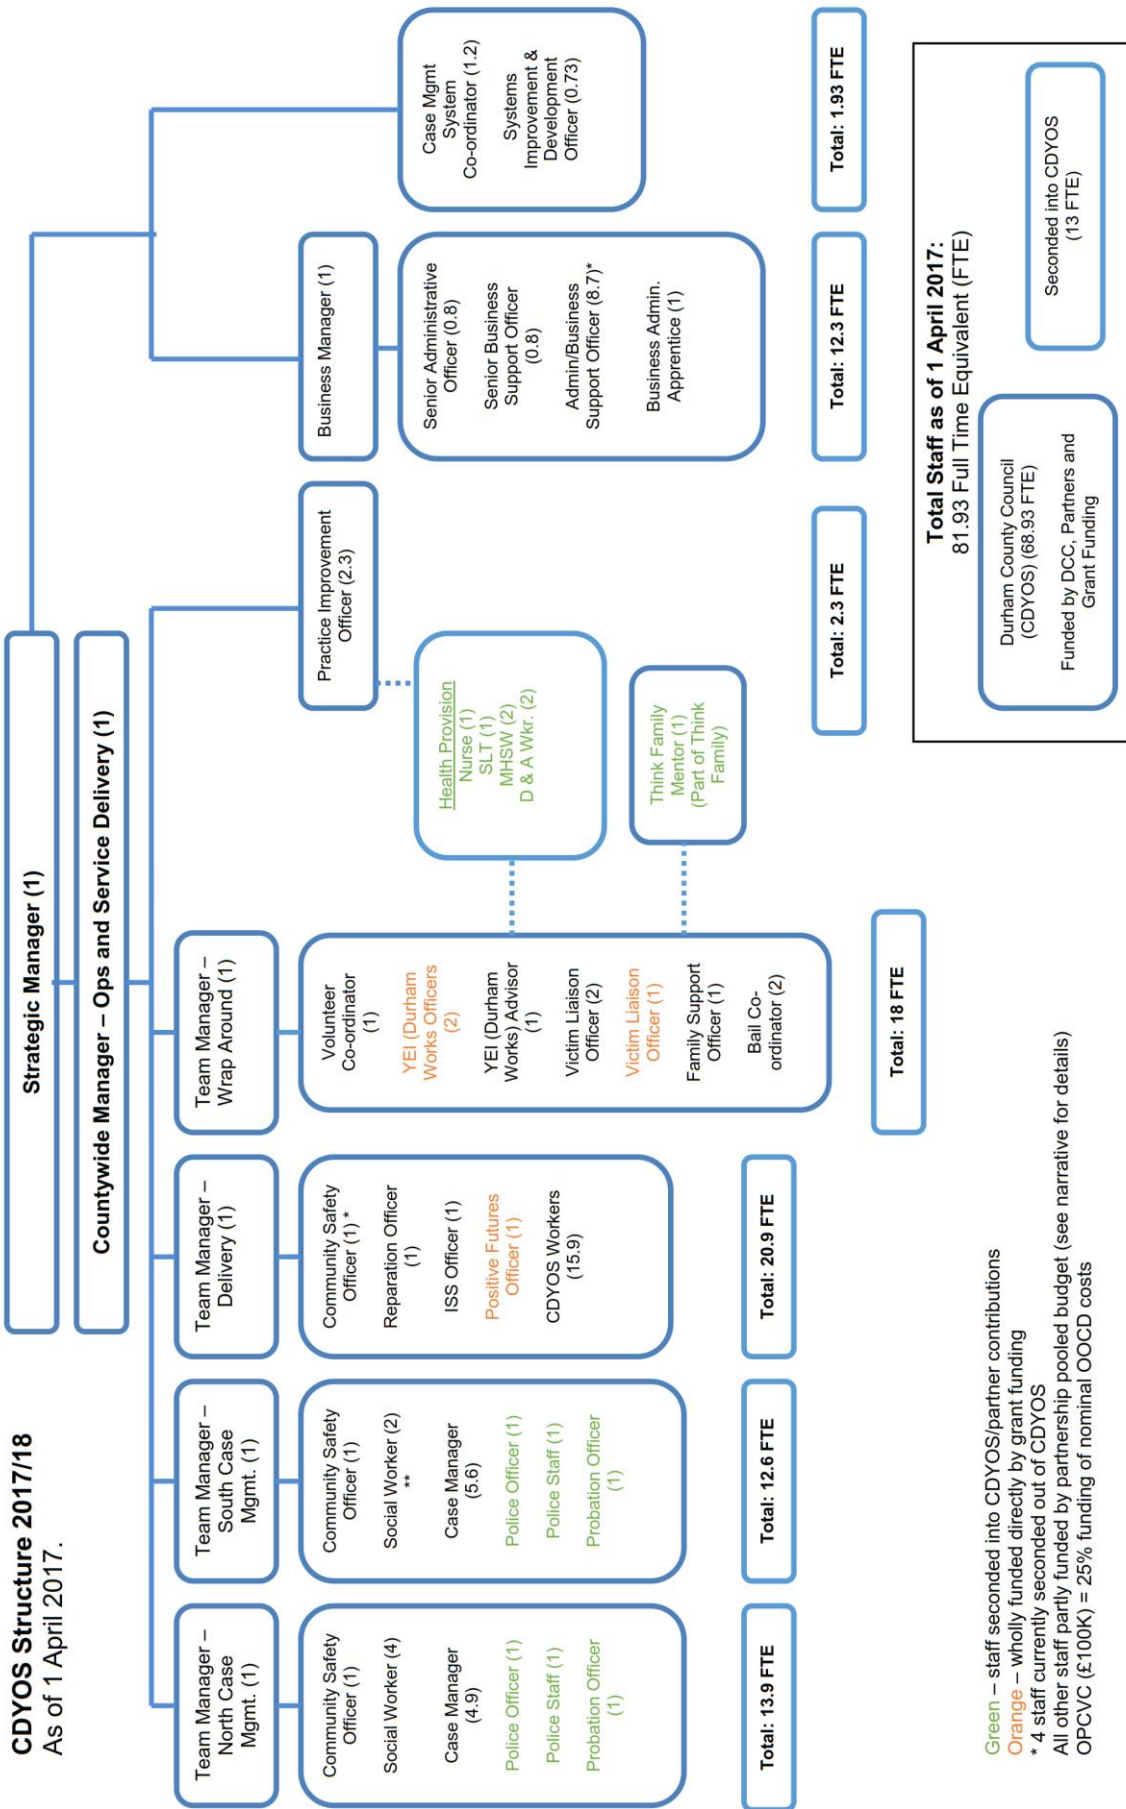 CDYOS Structure 2017/18
As of 1 April 2017.
Strategic Manager (1)
Countywide Manager – Ops and Service Delivery (1)
Team Manager –
North Case
Mgmt. (1)
Community Safety
Officer (1)
Social Worker (4)
Case Manager
(4.9)
Police Officer (1)
Police Staff (1)
Probation Officer
(1)
Total: 13.9 FTE
Team Manager –
South Case
Mgmt. (1)
Community Safety
Officer (1)
Social Worker (2)
**
Case Manager
(5.6)
Police Officer (1)
Police Staff (1)
Probation Officer
(1)
Total: 12.6 FTE
Team Manager –
Delivery (1)
Community Safety
Officer (1) *
Reparation Officer
(1)
ISS Officer (1)
Positive Futures
Officer (1)
CDYOS Workers
(15.9)
Total: 20.9 FTE
Team Manager –
Wrap Around (1)
Volunteer
Co-ordinator
(1)
YEI (Durham
Works Officers
(2)
YEI (Durham
Works) Advisor
(1)
Victim Liaison
Officer (2)
Victim Liaison
Officer (1)
Family Support
Officer (1)
Bail Co-
ordinator (2)
Total: 18 FTE
Health Provision
Nurse (1)
SLT (1)
MHSW (2)
D & A Wkr. (2)
Think Family
Mentor (1)
(Part of Think
Family)
Practice Improvement
Officer (2.3)
Total: 2.3 FTE
Business Manager (1)
Senior Administrative
Officer (0.8)
Senior Business
Support Officer
(0.8)
Admin/Business
Support Officer (8.7)*
Business Admin.
Apprentice (1)
Total: 12.3 FTE
Case Mgmt
System
Co-ordinator (1.2)
Systems
Improvement &
Development
Officer (0.73)
Total: 1.93 FTE
Green – staff seconded into CDYOS/partner contributions
Orange – wholly funded directly by grant funding
* 4 staff currently seconded out of CDYOS
All other staff partly funded by partnership pooled budget (see narrative for details)
OPCVC (£100K) = 25% funding of nominal OOCD costs
Total Staff as of 1 April 2017:
81.93 Full Time Equivalent (FTE)
Durham County Council
(CDYOS) (68.93 FTE)
Funded by DCC, Partners and
Grant Funding
Seconded into CDYOS
(13 FTE)